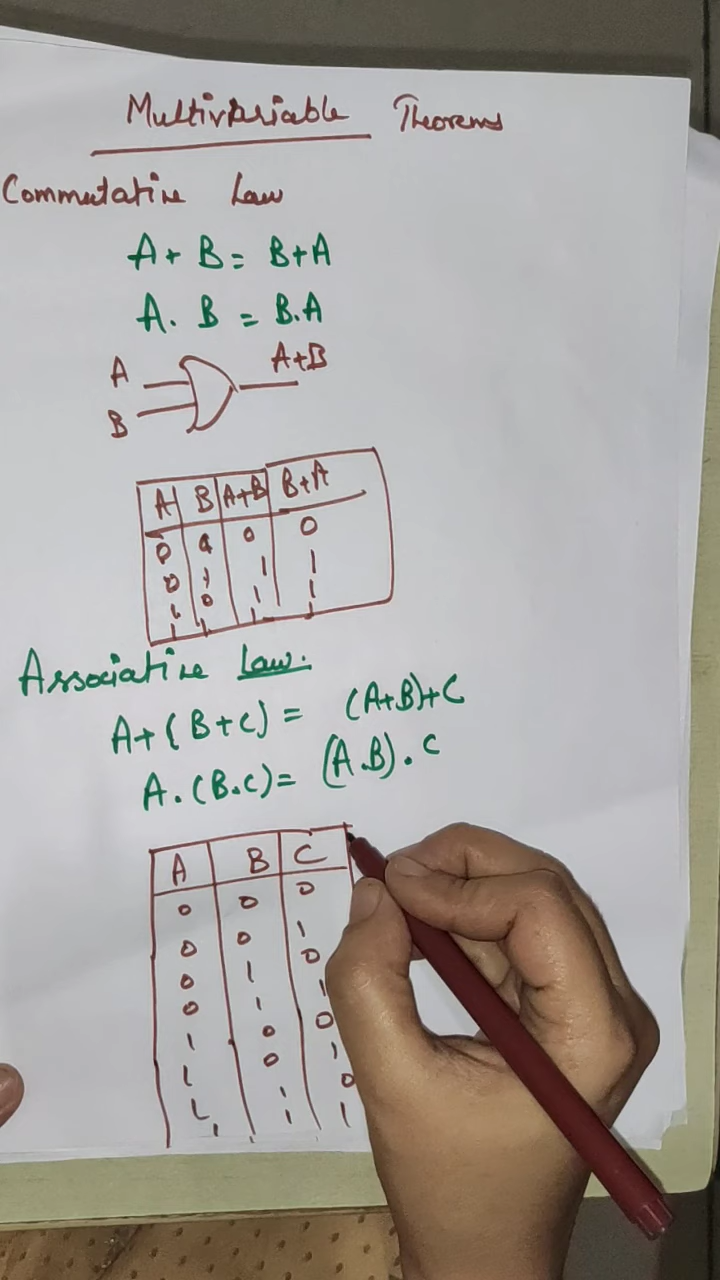 Multivariable Theorems
Commutative Law
A + B = B+A
A . B = B.A
A
A+B
B
A B A+B B+A
0 0 0 0
0 1 1 1
1 0 1 1
1 1 1 1
Associative Law.
A+(B+C) = (A+B)+C
A.(B.C)= (A.B).C
A B C
0 0 0
0 0 1
0 1 0
0 1 1
1 0 0
1 0 1
1 1 0
1 1 1